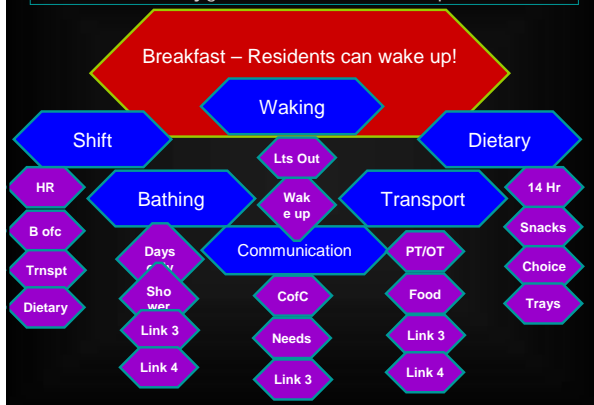 Breakfast – Residents can wake up!
Waking
Shift
Dietary
Lts Out
HR
14 Hr
Bathing
Wak
e up
Transport
B ofc
Snacks
Days
Communication
PT/OT
Trnspt
Choice
Sho
wer
CofC
Food
Dietary
Trays
Link 3
Needs
Link 3
Link 4
Link 3
Link 4